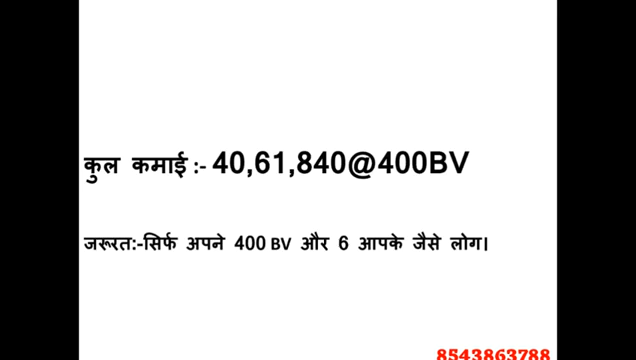 कुल कमाई :- 40,61,840@400BV
जरूरत:-सिर्फ अपने 400 BV और 6 आपके जैसे लोग।
8543863788